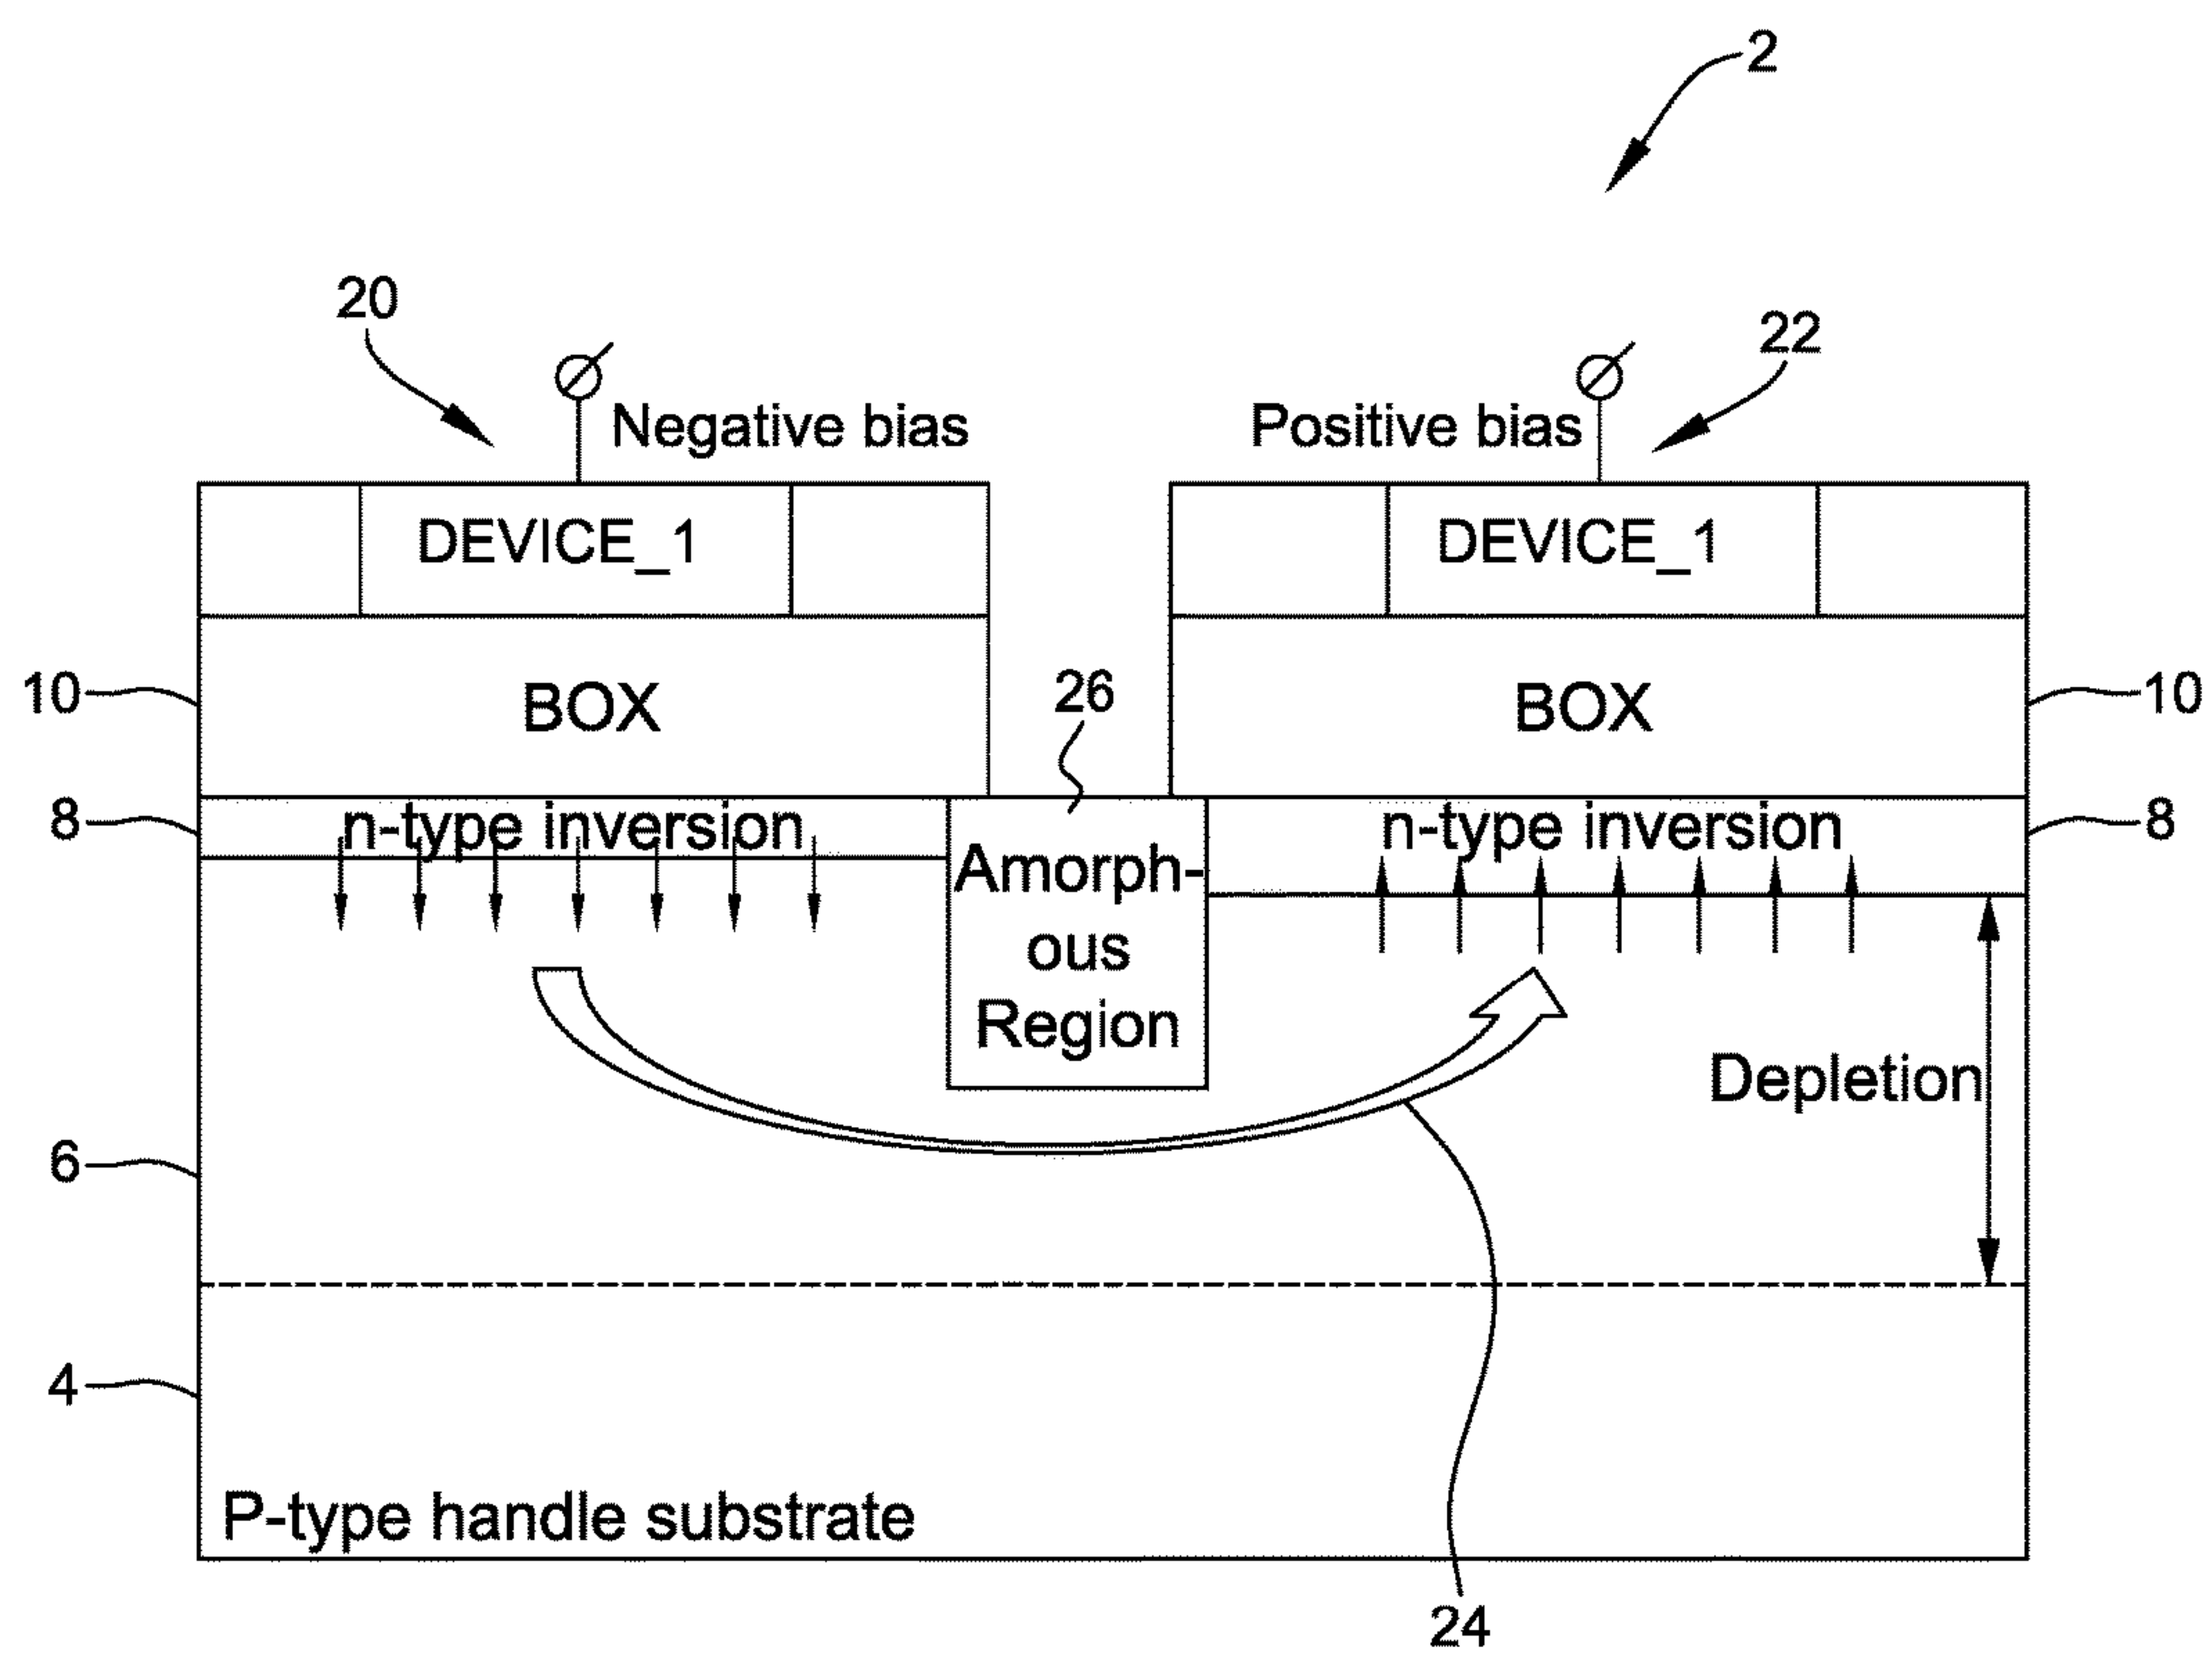 2
20
22
Negative bias
Positive bias
DEVICE_1
DEVICE_1
10
BOX
26
BOX
10
8
n-type inversion
n-type inversion
8
Amorph-
ous
Region
Depletion
6
4
P-type handle substrate
24